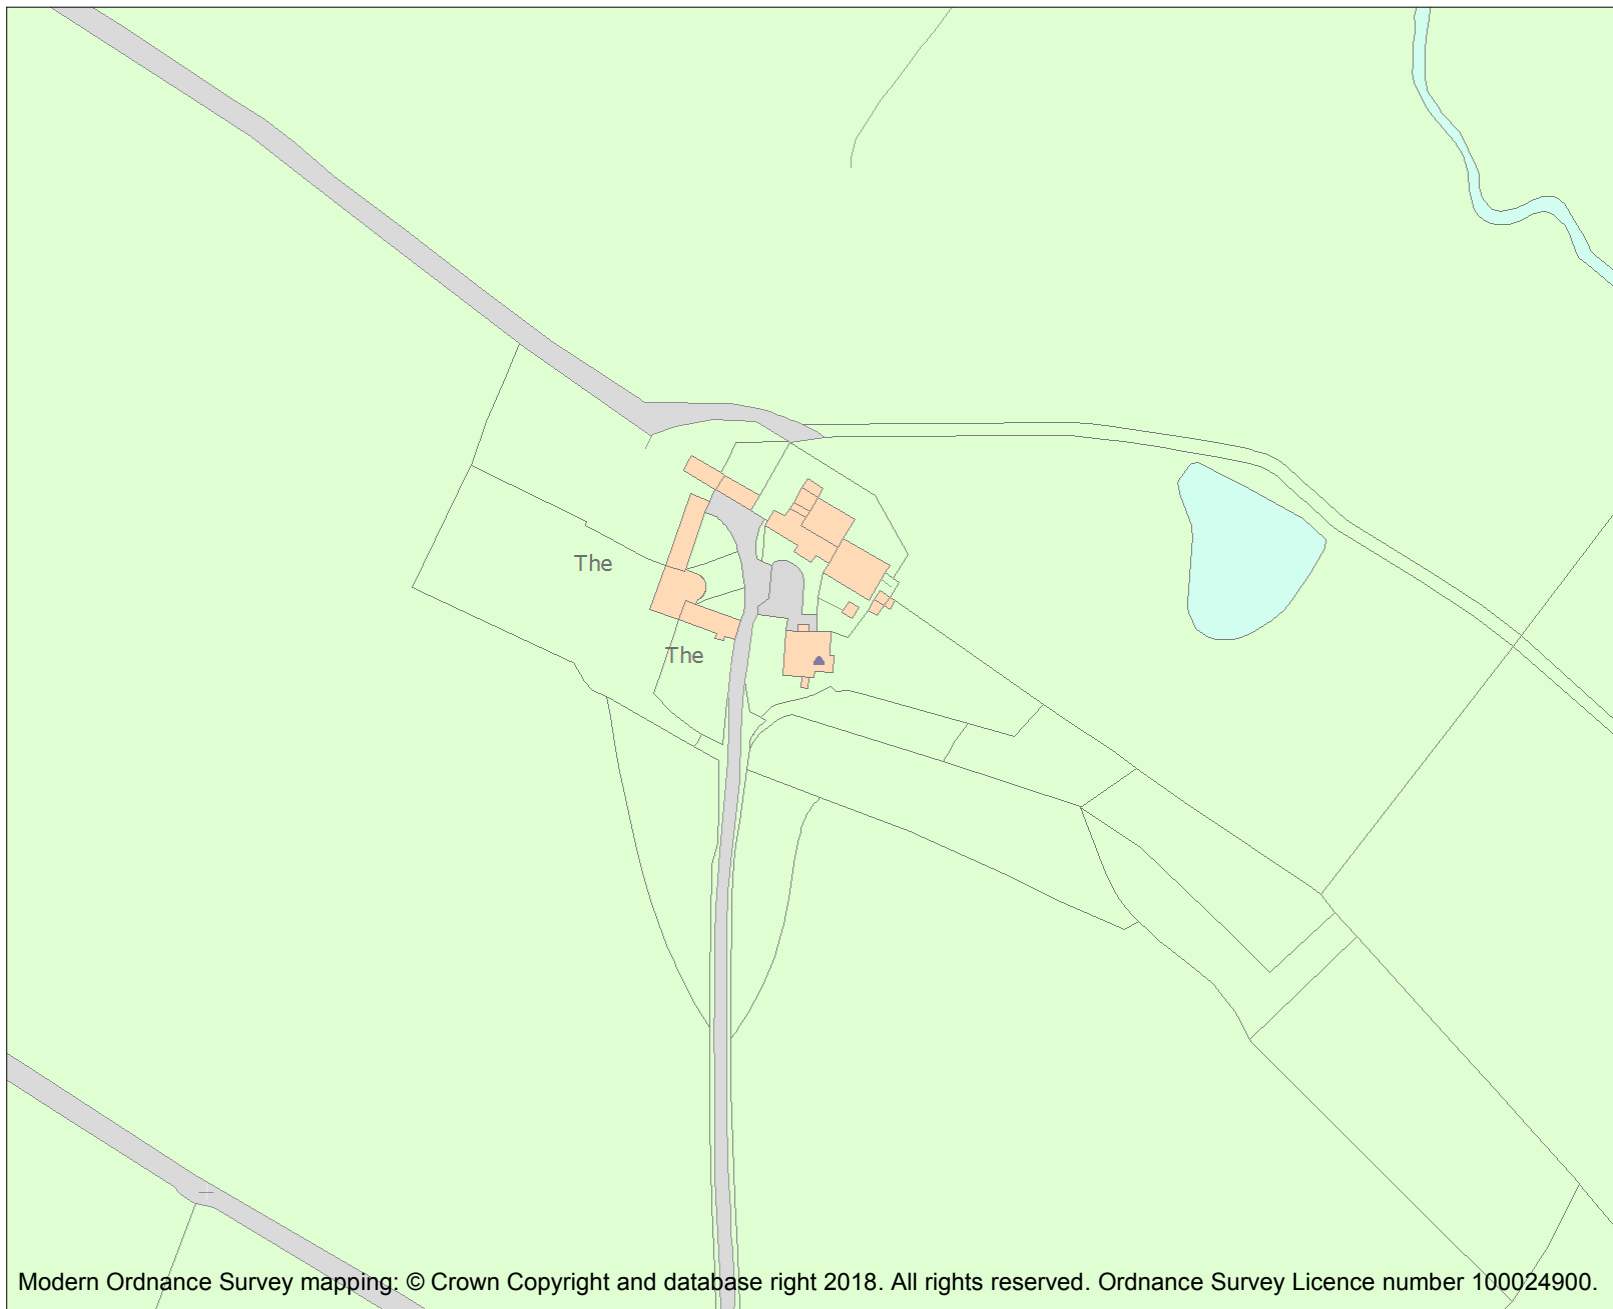 The
The
Modern Ordnance Survey mapping: © Crown Copyright and database right 2018. All rights reserved. Ordnance Survey Licence number 100024900.